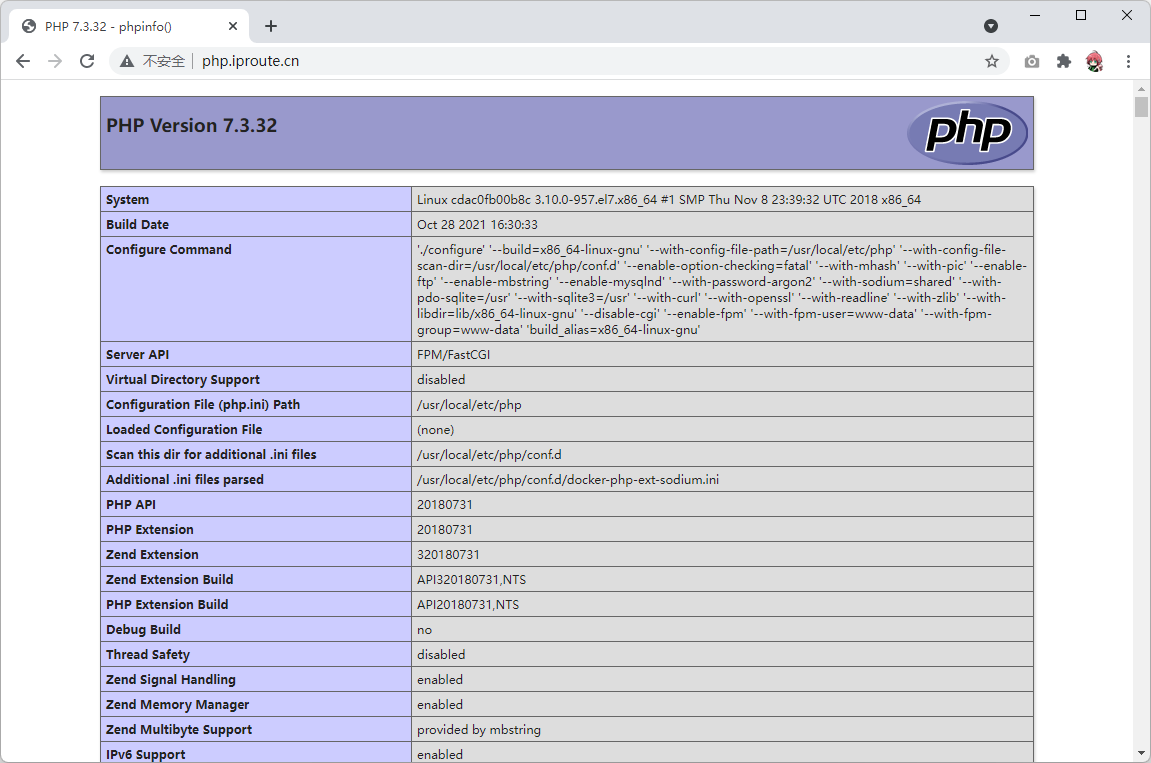 PHP 7.3.32 - phpinfo()
不安全
php.iproute.cn
PHP Version 7.3.32
php
System Linux cdac0fb00b8c 3.10.0-957.el7.x86_64 #1 SMP Thu Nov 8 23:39:32 UTC 2018 x86_64
Build Date Oct 28 2021 16:30:33
Configure Command './configure' '--build=x86_64-linux-gnu' '--with-config-file-path=/usr/local/etc/php' '--with-config-file-
scan-dir=/usr/local/etc/php/conf.d' '--enable-option-checking=fatal' '--with-mhash' '--with-pic' '--enable-
ftp' '--enable-mbstring' '--enable-mysqlnd' '--with-password-argon2' '--with-sodium=shared' '--with-
pdo-sqlite=/usr' '--with-sqlite3=/usr' '--with-curl' '--with-openssl' '--with-readline' '--with-zlib' '--with-
libdir=lib/x86_64-linux-gnu' '--disable-cgi' '--enable-fpm' '--with-fpm-user=www-data' '--with-fpm-
group=www-data' 'build_alias=x86_64-linux-gnu'
Server API FPM/FastCGI
Virtual Directory Support disabled
Configuration File (php.ini) Path /usr/local/etc/php
Loaded Configuration File (none)
Scan this dir for additional .ini files /usr/local/etc/php/conf.d
Additional .ini files parsed /usr/local/etc/php/conf.d/docker-php-ext-sodium.ini
PHP API 20180731
PHP Extension 20180731
Zend Extension 320180731
Zend Extension Build API320180731,NTS
PHP Extension Build API20180731,NTS
Debug Build no
Thread Safety disabled
Zend Signal Handling enabled
Zend Memory Manager enabled
Zend Multibyte Support provided by mbstring
IPv6 Support enabled